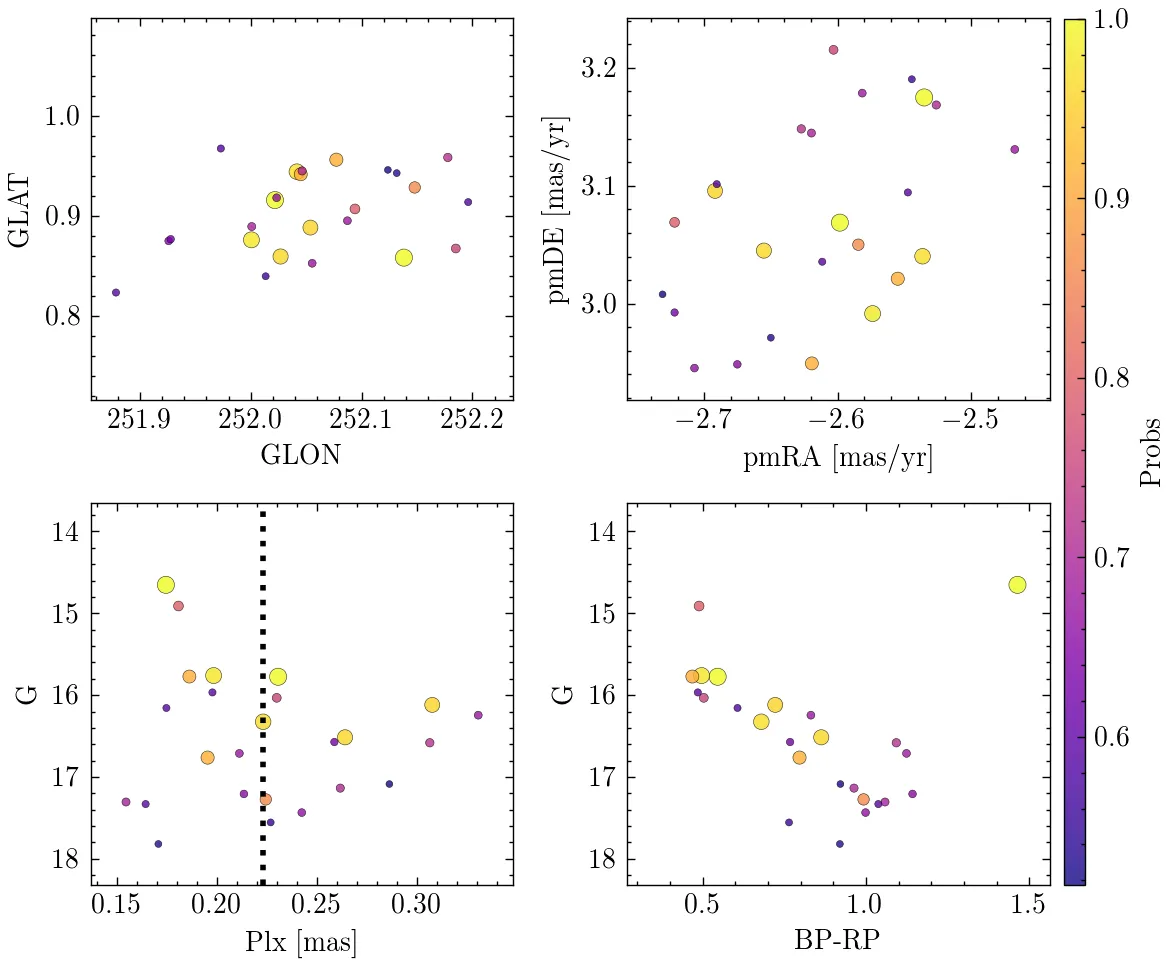 GLAT
1.0
0.9
0.8
251.9 252.0 252.1 252.2
GLON
pmDE [mas/yr]
3.2
3.1
3.0
−2.7 −2.6 −2.5
pmRA [mas/yr]
G
14
15
16
17
18
0.15 0.20 0.25 0.30
Plx [mas]
G
14
15
16
17
18
0.5 1.0 1.5
BP-RP
1.0
0.9
0.8
0.7
0.6
Probs